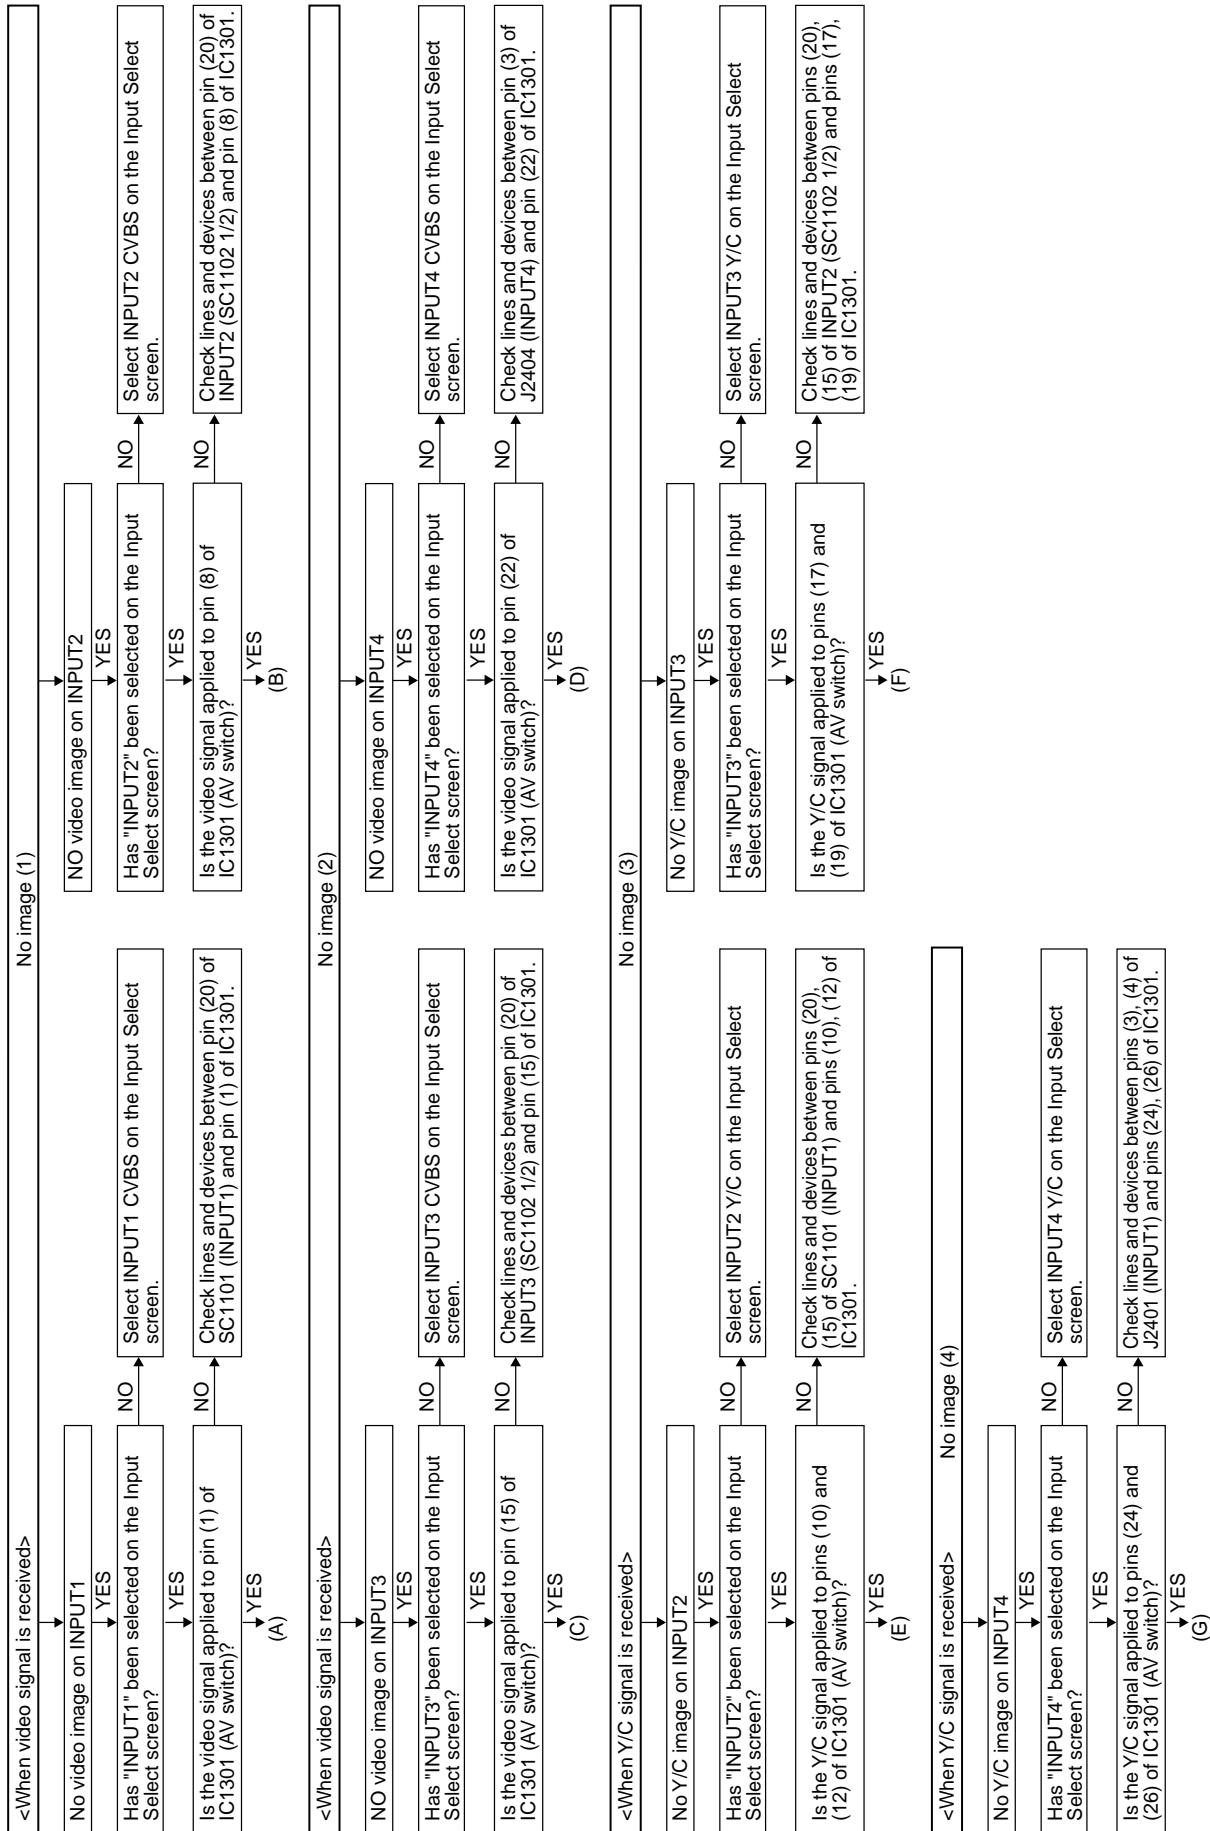 <When video signal is received>
No image (1)
No video image on INPUT1
YES
Has "INPUT1" been selected on the Input
Select screen?
NO
Select INPUT1 CVBS on the Input Select
screen.
YES
Is the video signal applied to pin (1) of
IC1301 (AV switch)?
NO
Check lines and devices between pin (20) of
SC1101 (INPUT1) and pin (1) of IC1301.
YES
(A)
NO video image on INPUT2
YES
Has "INPUT2" been selected on the Input
Select screen?
NO
Select INPUT2 CVBS on the Input Select
screen.
YES
Is the video signal applied to pin (8) of
IC1301 (AV switch)?
NO
Check lines and devices between pin (20) of
INPUT2 (SC1102 1/2) and pin (8) of IC1301.
YES
(B)
<When video signal is received>
No image (2)
NO video image on INPUT3
YES
Has "INPUT3" been selected on the Input
Select screen?
NO
Select INPUT3 CVBS on the Input Select
screen.
YES
Is the video signal applied to pin (15) of
IC1301 (AV switch)?
NO
Check lines and devices between pin (20) of
INPUT3 (SC1102 1/2) and pin (15) of IC1301.
YES
(C)
NO video image on INPUT4
YES
Has "INPUT4" been selected on the Input
Select screen?
NO
Select INPUT4 CVBS on the Input Select
screen.
YES
Is the video signal applied to pin (22) of
IC1301 (AV switch)?
NO
Check lines and devices between pin (3) of
J2404 (INPUT4) and pin (22) of IC1301.
YES
(D)
<When Y/C signal is received>
No image (3)
No Y/C image on INPUT2
YES
Has "INPUT2" been selected on the Input
Select screen?
NO
Select INPUT2 Y/C on the Input Select
screen.
YES
Is the Y/C signal applied to pins (10) and
(12) of IC1301 (AV switch)?
NO
Check lines and devices between pins (20),
(15) of SC1101 (INPUT1) and pins (10), (12) of
IC1301.
YES
(E)
No Y/C image on INPUT3
YES
Has "INPUT3" been selected on the Input
Select screen?
NO
Select INPUT3 Y/C on the Input Select
screen.
YES
Is the Y/C signal applied to pins (17) and
(19) of IC1301 (AV switch)?
NO
Check lines and devices between pins (20),
(15) of INPUT2 (SC1102 1/2) and pins (17),
(19) of IC1301.
YES
(F)
<When Y/C signal is received>
No image (4)
No Y/C image on INPUT4
YES
Has "INPUT4" been selected on the Input
Select screen?
NO
Select INPUT4 Y/C on the Input Select
screen.
YES
Is the Y/C signal applied to pins (24) and
(26) of IC1301 (AV switch)?
NO
Check lines and devices between pins (3), (4) of
J2401 (INPUT1) and pins (24), (26) of IC1301.
YES
(G)